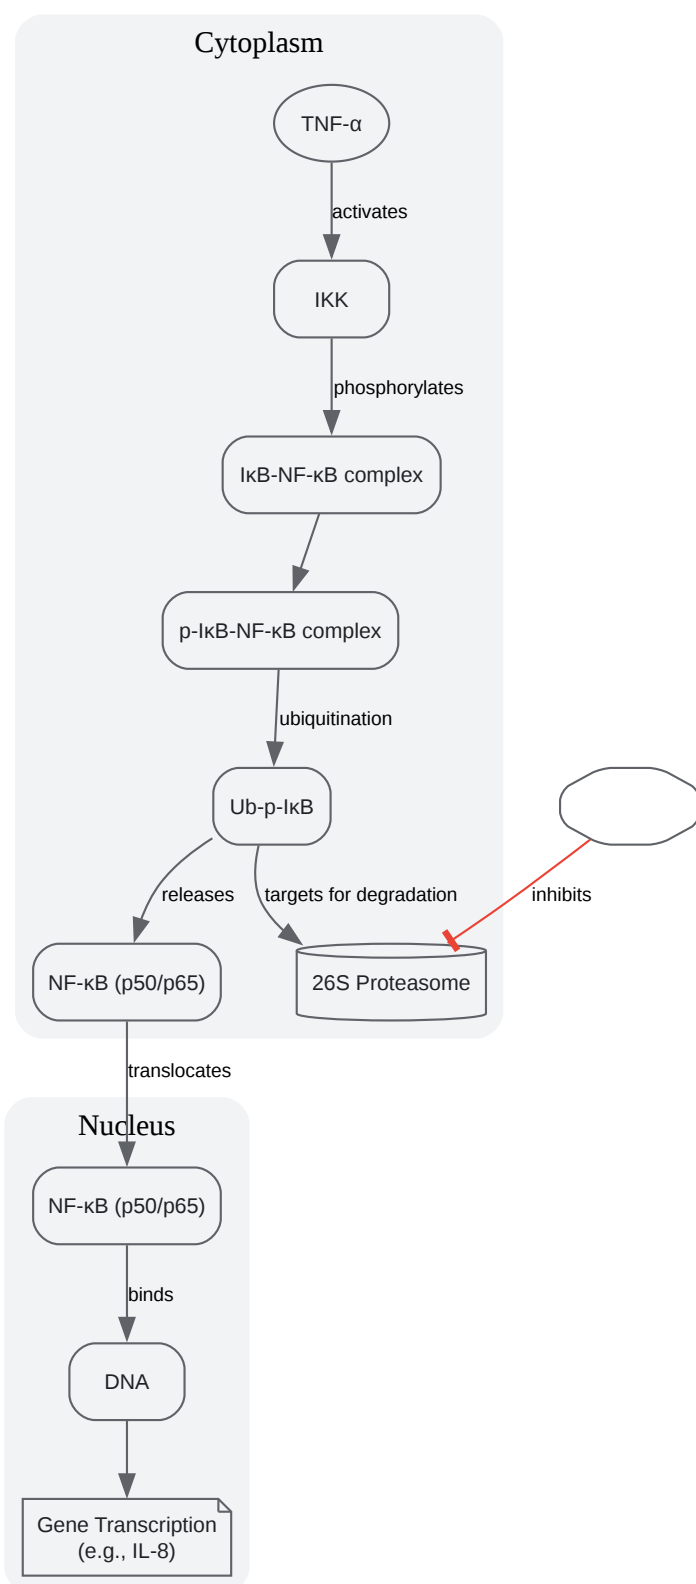 Cytoplasm
TNF-α
activates
IKK
phosphorylates
IκB-NF-κB complex
p-IκB-NF-κB complex
ubiquitination
Ub-p-IκB
releases
targets for degradation
inhibits
NF-κB (p50/p65)
26S Proteasome
translocates
Nucleus
NF-κB (p50/p65)
binds
DNA
Gene Transcription
(e.g., IL-8)